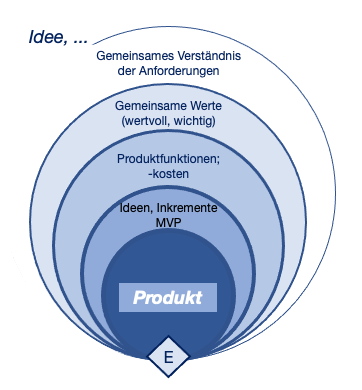 Idee, ...
Gemeinsames Verständnis
der Anforderungen
Gemeinsame Werte
(wertvoll, wichtig)
Produktfunktionen;
-kosten
Ideen, Inkremente
MVP
Produkt
E